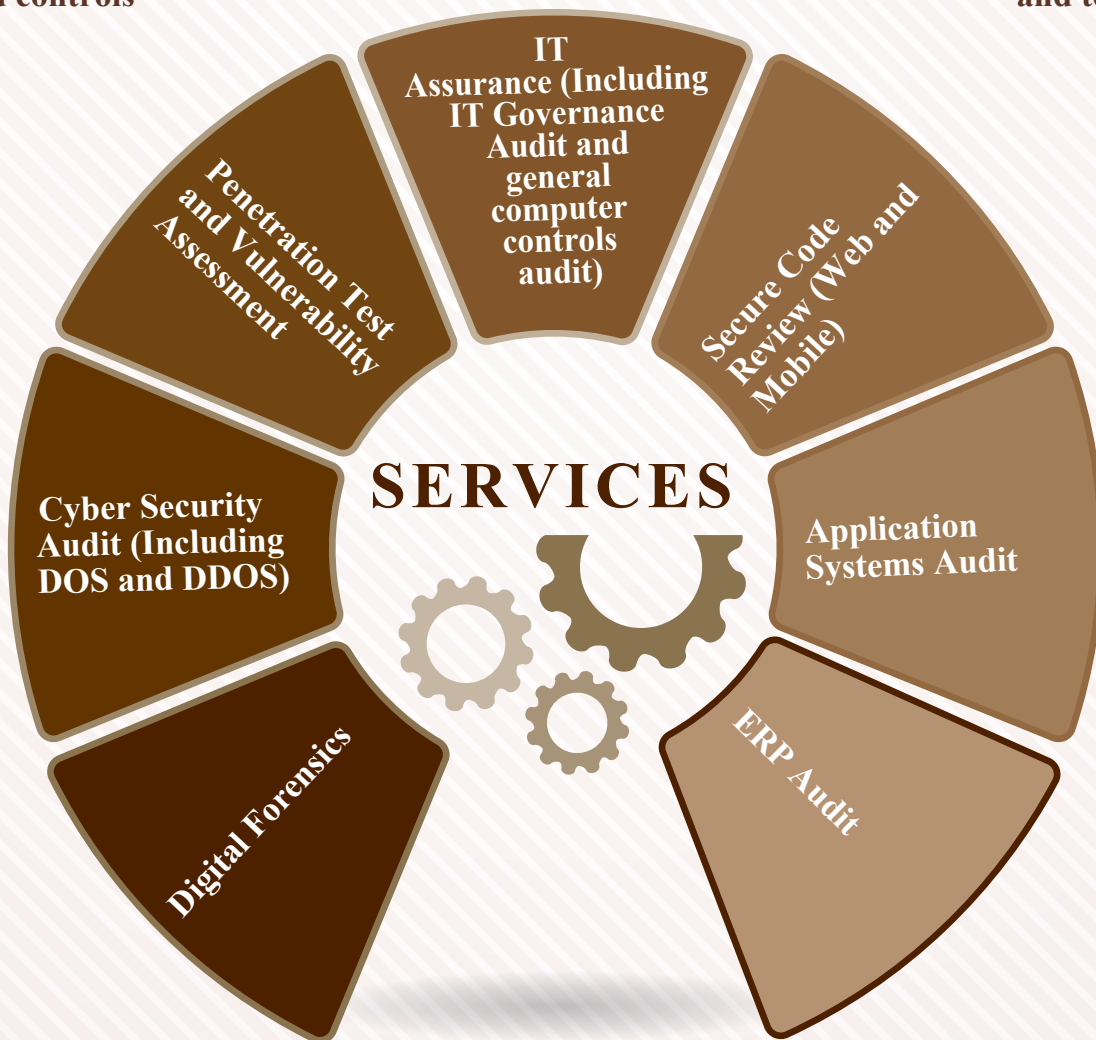 controls
IT
Assurance (Including
IT Governance
Audit and
general
computer
controls
audit)
Penetration Test
and Vulnerability
Assessment
Secure Code
Review (Web and
Mobile)
Cyber Security
Audit (Including
DOS and DDOS)
SERVICES
Application
Systems Audit
Digital Forensics
ERP Audit